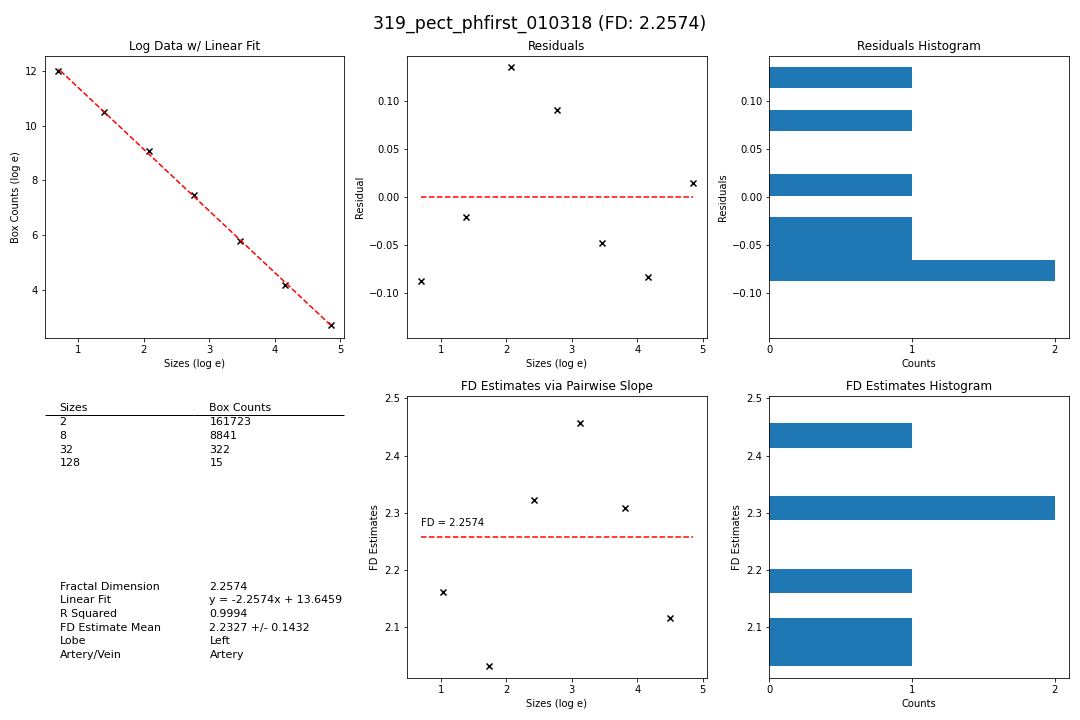 319_pect_phfirst_010318 (FD: 2.2574)
Log Data w/ Linear Fit
Box Counts (log e)
12
10
8
6
4
1 2 3 4 5
Sizes (log e)
Residuals
Residual
0.10
0.05
0.00
−0.05
−0.10
1 2 3 4 5
Sizes (log e)
Residuals Histogram
Residuals
0.10
0.05
0.00
−0.05
−0.10
0 1 2
Counts
Sizes Box Counts
2 161723
8 8841
32 322
128 15
Fractal Dimension 2.2574
Linear Fit y = -2.2574x + 13.6459
R Squared 0.9994
FD Estimate Mean 2.2327 +/- 0.1432
Lobe Left
Artery/Vein Artery
FD Estimates via Pairwise Slope
FD Estimates
2.5
2.4
2.3
2.2
2.1
FD = 2.2574
1 2 3 4 5
Sizes (log e)
FD Estimates Histogram
FD Estimates
2.5
2.4
2.3
2.2
2.1
0 1 2
Counts